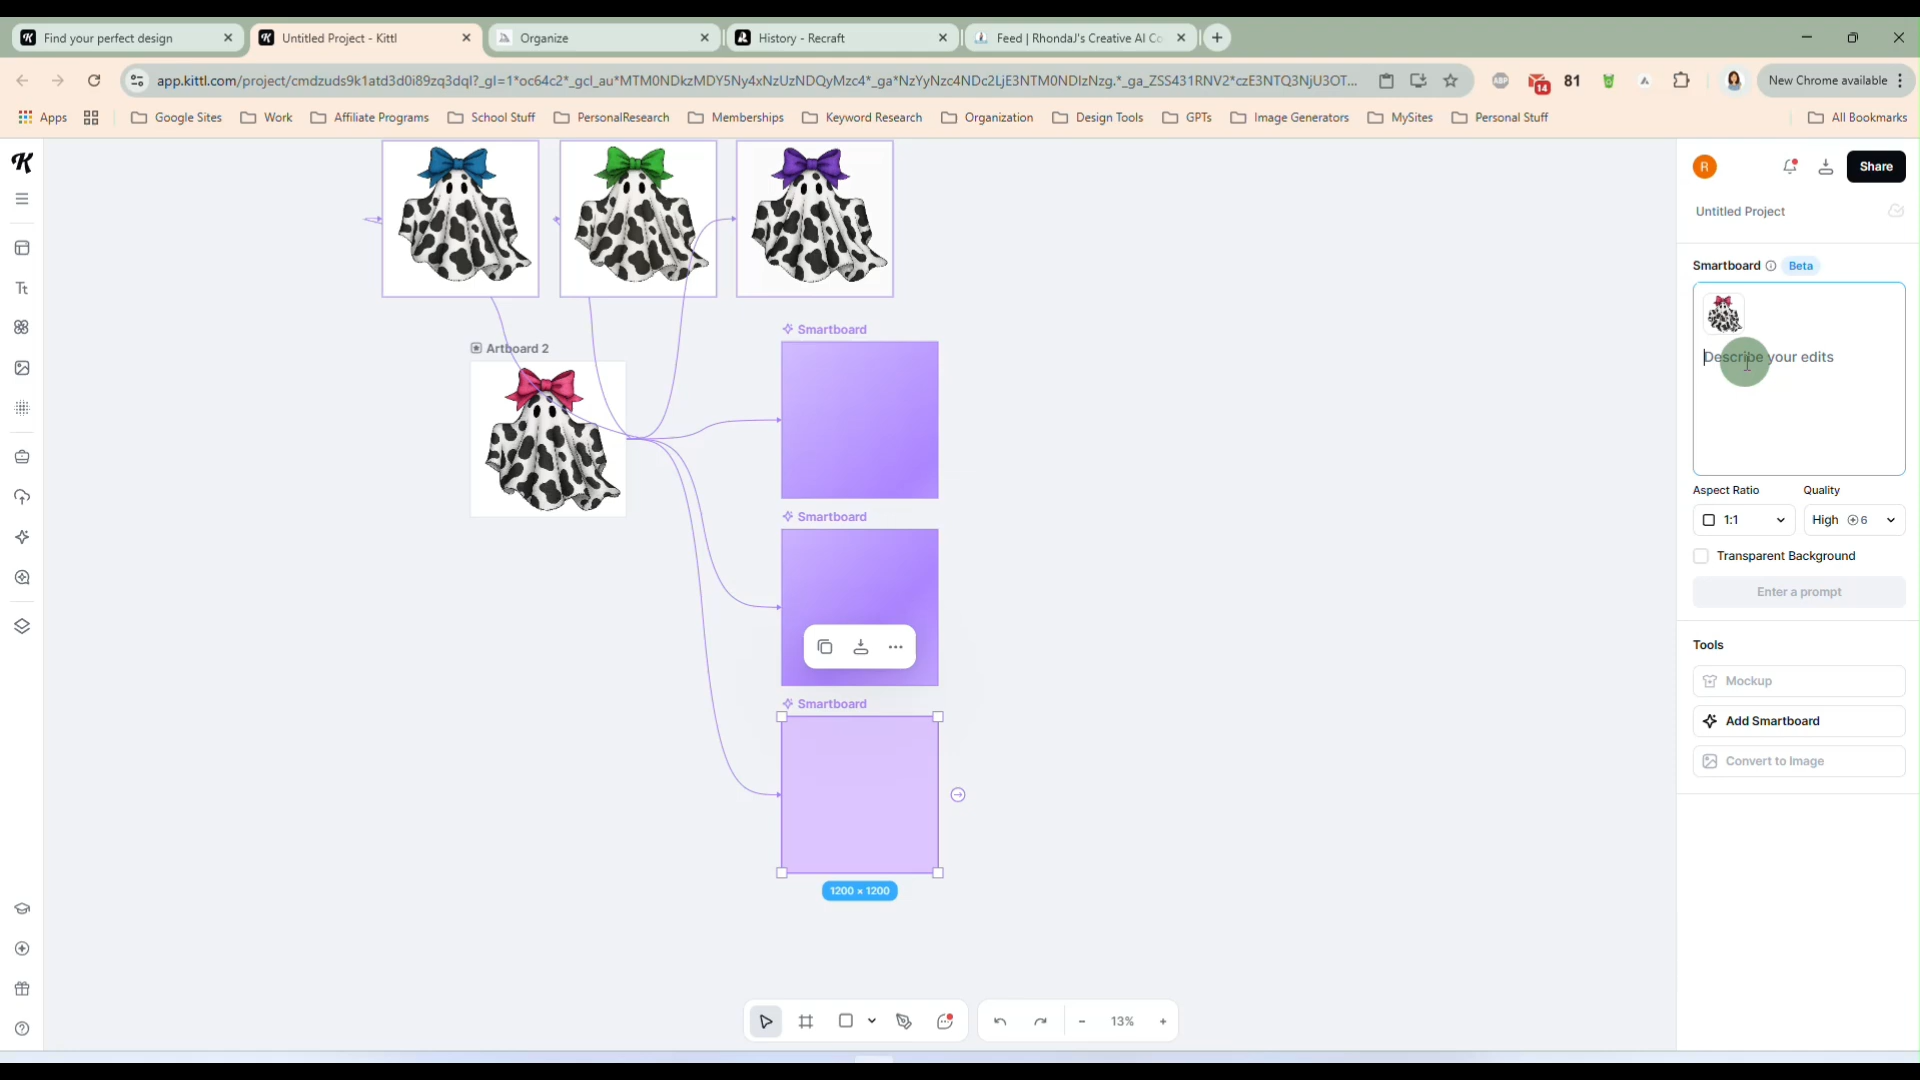 Find your perfect design
Untitled Project - Kittl
Organize
History - Recraft
Feed | RhondaJ's Creative AI Co
app.kittl.com/project/cmdzuds9k1atd3d0i89zq3dql?_gl=1*oc64c2*_gcl_au*MTM0NDkzMDY5Ny4xNzUzNDQyMzc4*_ga*NzYyNzc4NDc2LjE3NTM0NDIzNzg.*_ga_ZSS431RNV2*czE3NTQ3NjU3OT...
14
81
New Chrome available
Apps
Google Sites
Work
Affiliate Programs
School Stuff
PersonalResearch
Memberships
Keyword Research
Organization
Design Tools
GPTs
Image Generators
MySites
Personal Stuff
All Bookmarks
R
Share
Untitled Project
Smartboard
Beta
Describe your edits
Aspect Ratio
Quality
1:1
High
6
Transparent Background
Enter a prompt
Tools
Mockup
Add Smartboard
Convert to Image
Smartboard
Artboard 2
Smartboard
Smartboard
1200 × 1200
Tt
13%